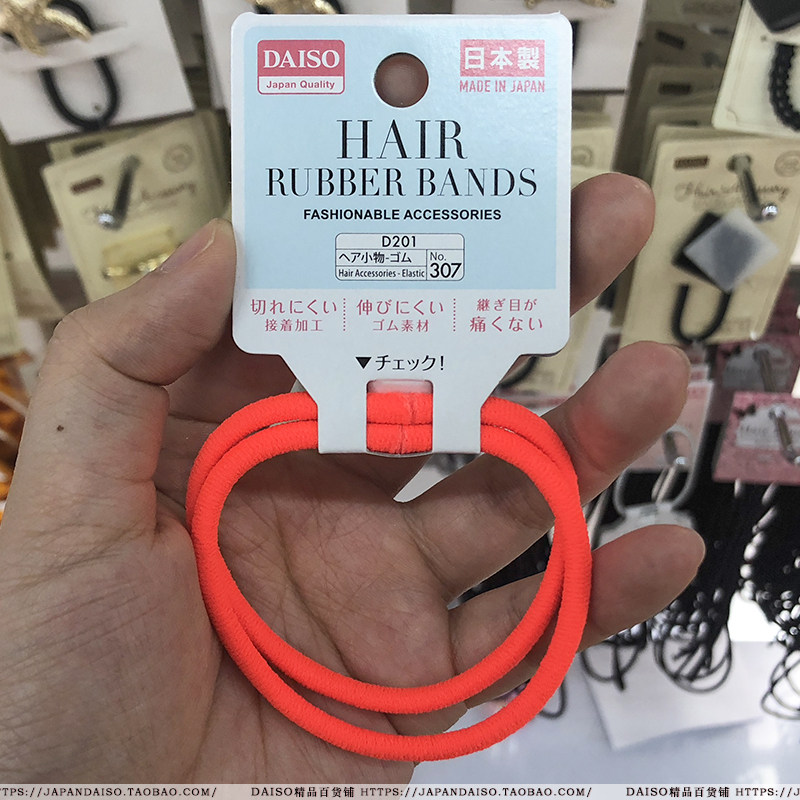 DAISO
Japan Quality
日本製
MADE IN JAPAN
HAIR
RUBBER BANDS
FASHIONABLE ACCESSORIES
D201
ヘア小物-ゴム
Hair Accessories - Elastic
No.
307
切れにくい
接着加工
伸びにくい
ゴム素材
継ぎ目が
痛くない
▼チェック!
DAISO
DAISO
TTPS://JAPANDAISO.TAOBAO.COM/ DAISO精品百货铺 HTTPS://JAPANDAISO.TAOBAO.COM/ DAISO精品百货铺 HTTPS://J